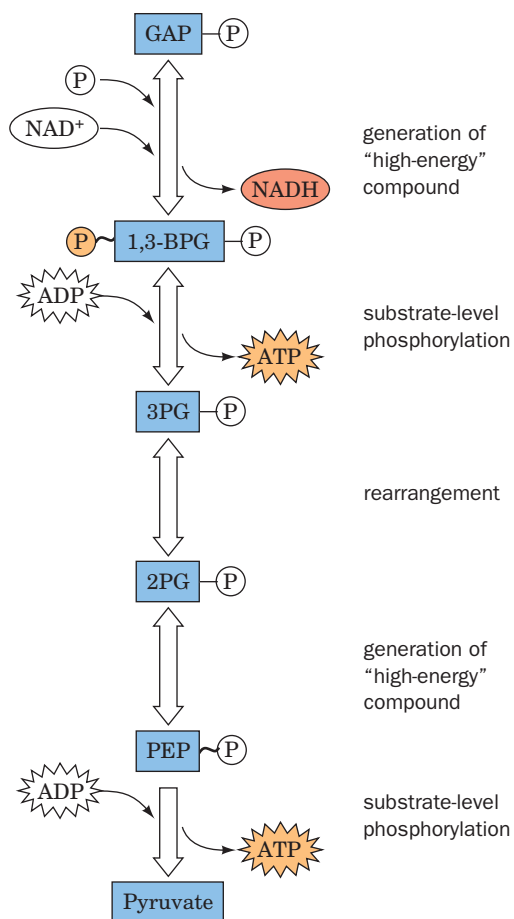 GAP P
P
NAD⁺
generation of
“high-energy”
compound
NADH
P 1,3-BPG P
ADP
substrate-level
phosphorylation
ATP
3PG P
rearrangement
2PG P
generation of
“high-energy”
compound
PEP P
ADP
substrate-level
phosphorylation
ATP
Pyruvate